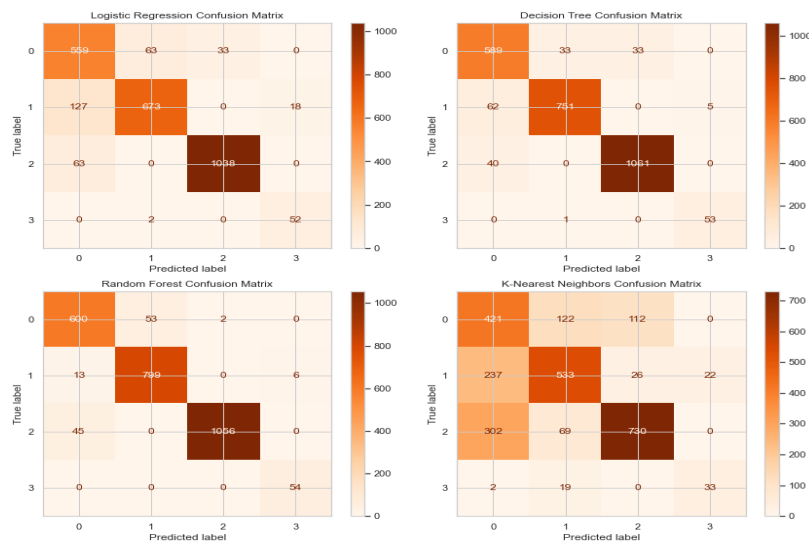 Logistic Regression Confusion Matrix
0 559 63 33 0
1 127 673 0 18
2 63 0 1038 0
3 0 2 0 52
0 1 2 3
True label
Predicted label
1000
800
600
400
200
0
Decision Tree Confusion Matrix
0 589 33 33 0
1 62 751 0 5
2 40 0 1061 0
3 0 1 0 53
0 1 2 3
True label
Predicted label
1000
800
600
400
200
0
Random Forest Confusion Matrix
0 600 53 2 0
1 13 799 0 6
2 45 0 1056 0
3 0 0 0 54
0 1 2 3
True label
Predicted label
1000
800
600
400
200
0
K-Nearest Neighbors Confusion Matrix
0 421 122 112 0
1 237 533 26 22
2 302 69 730 0
3 2 19 0 33
0 1 2 3
True label
Predicted label
700
600
500
400
300
200
100
0